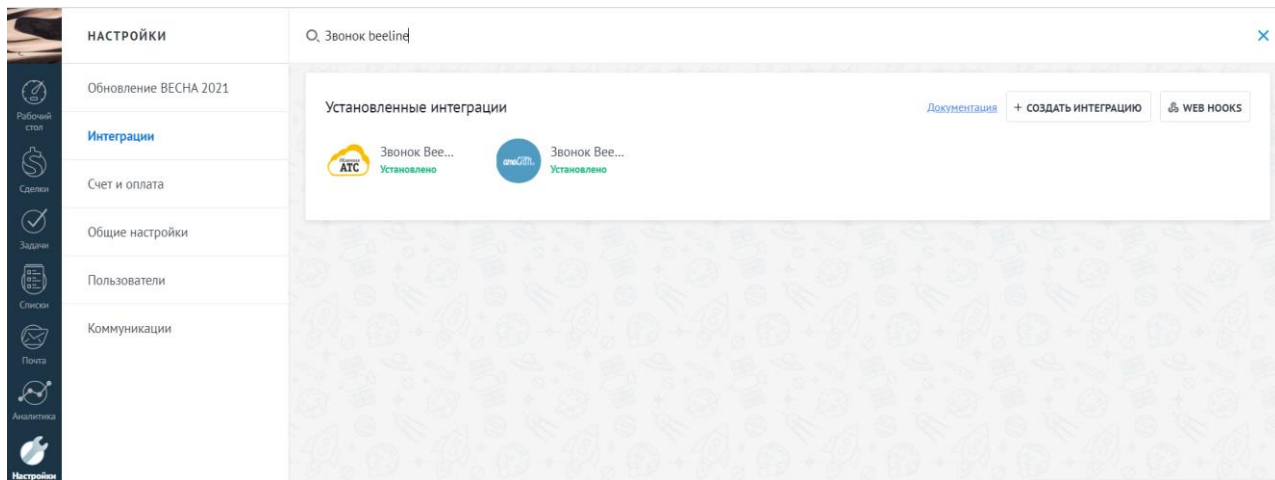 НАСТРОЙКИ
Звонок beeline
Обновление ВЕСНА 2021
Интеграции
Счет и оплата
Общие настройки
Пользователи
Коммуникации
Рабочий
стол
Сделки
Задачи
Списки
Почта
Аналитика
Настройки
Установленные интеграции
Документация
+ СОЗДАТЬ ИНТЕГРАЦИЮ
WEB HOOKS
АТС
Звонок Bee...
Установлено
Звонок Bee...
Установлено